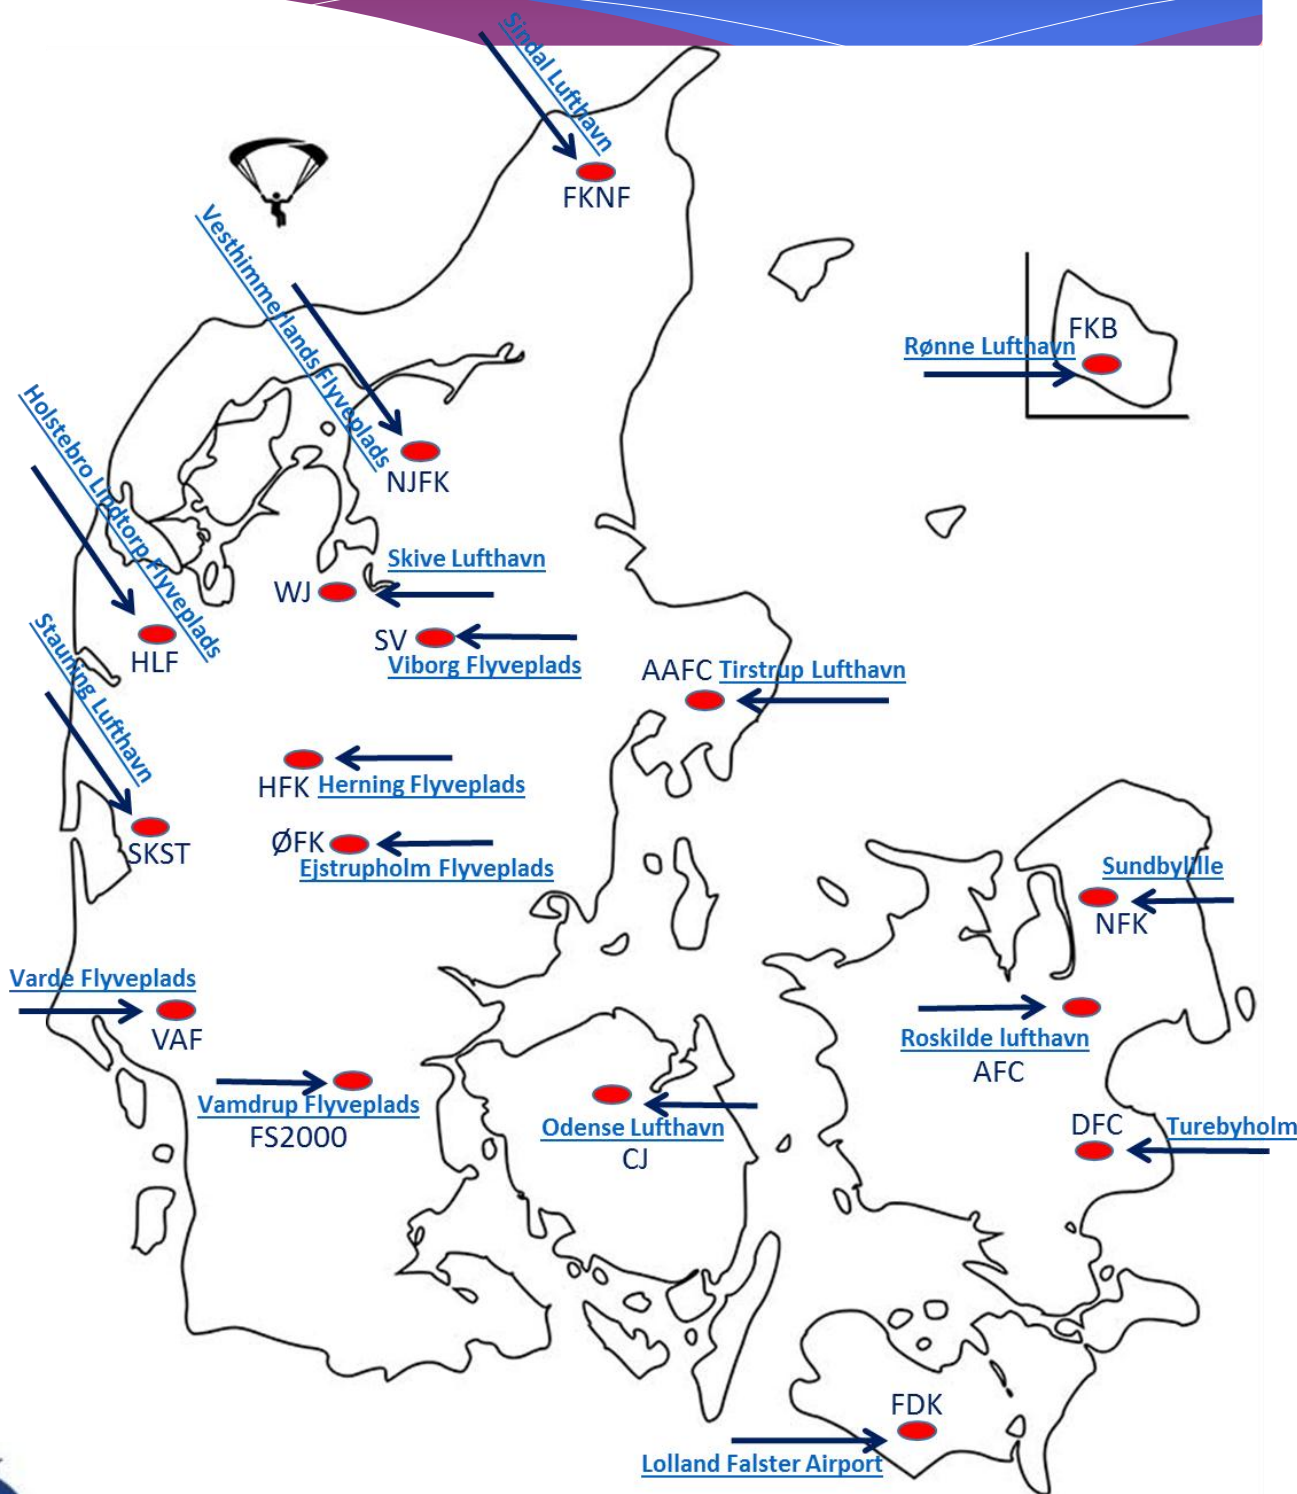 Sindal Lufthavn
FKNF
Vesthimmerlands Flyveplads
NJFK
FKB
Rønne Lufthavn
Holstebro Lindtorp Flyveplads
HLF
Skive Lufthavn
WJ
SV
Viborg Flyveplads
AAFC
Tirstrup Lufthavn
Stauning Lufthavn
SKST
HFK
Herning Flyveplads
ØFK
Ejstrupholm Flyveplads
Sundbylille
NFK
Varde Flyveplads
VAF
Roskilde lufthavn
AFC
Vamdrup Flyveplads
FS2000
Odense Lufthavn
CJ
DFC
Turebyholm
FDK
Lolland Falster Airport